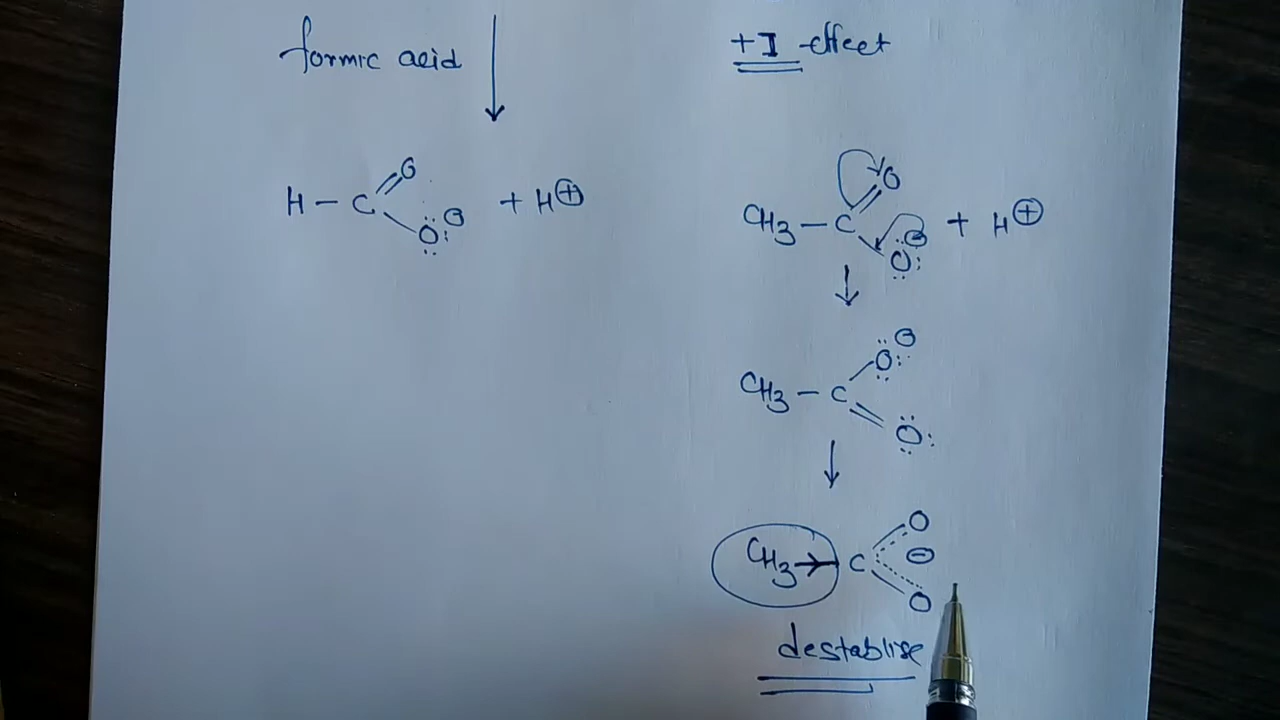 formic acid
+I -effect
H - C O O ⊖ + H ⊕
CH3 - C O O ⊖ + H ⊕
CH3 - C O ⊖ O
CH3 → C O ⊖ O
destablise